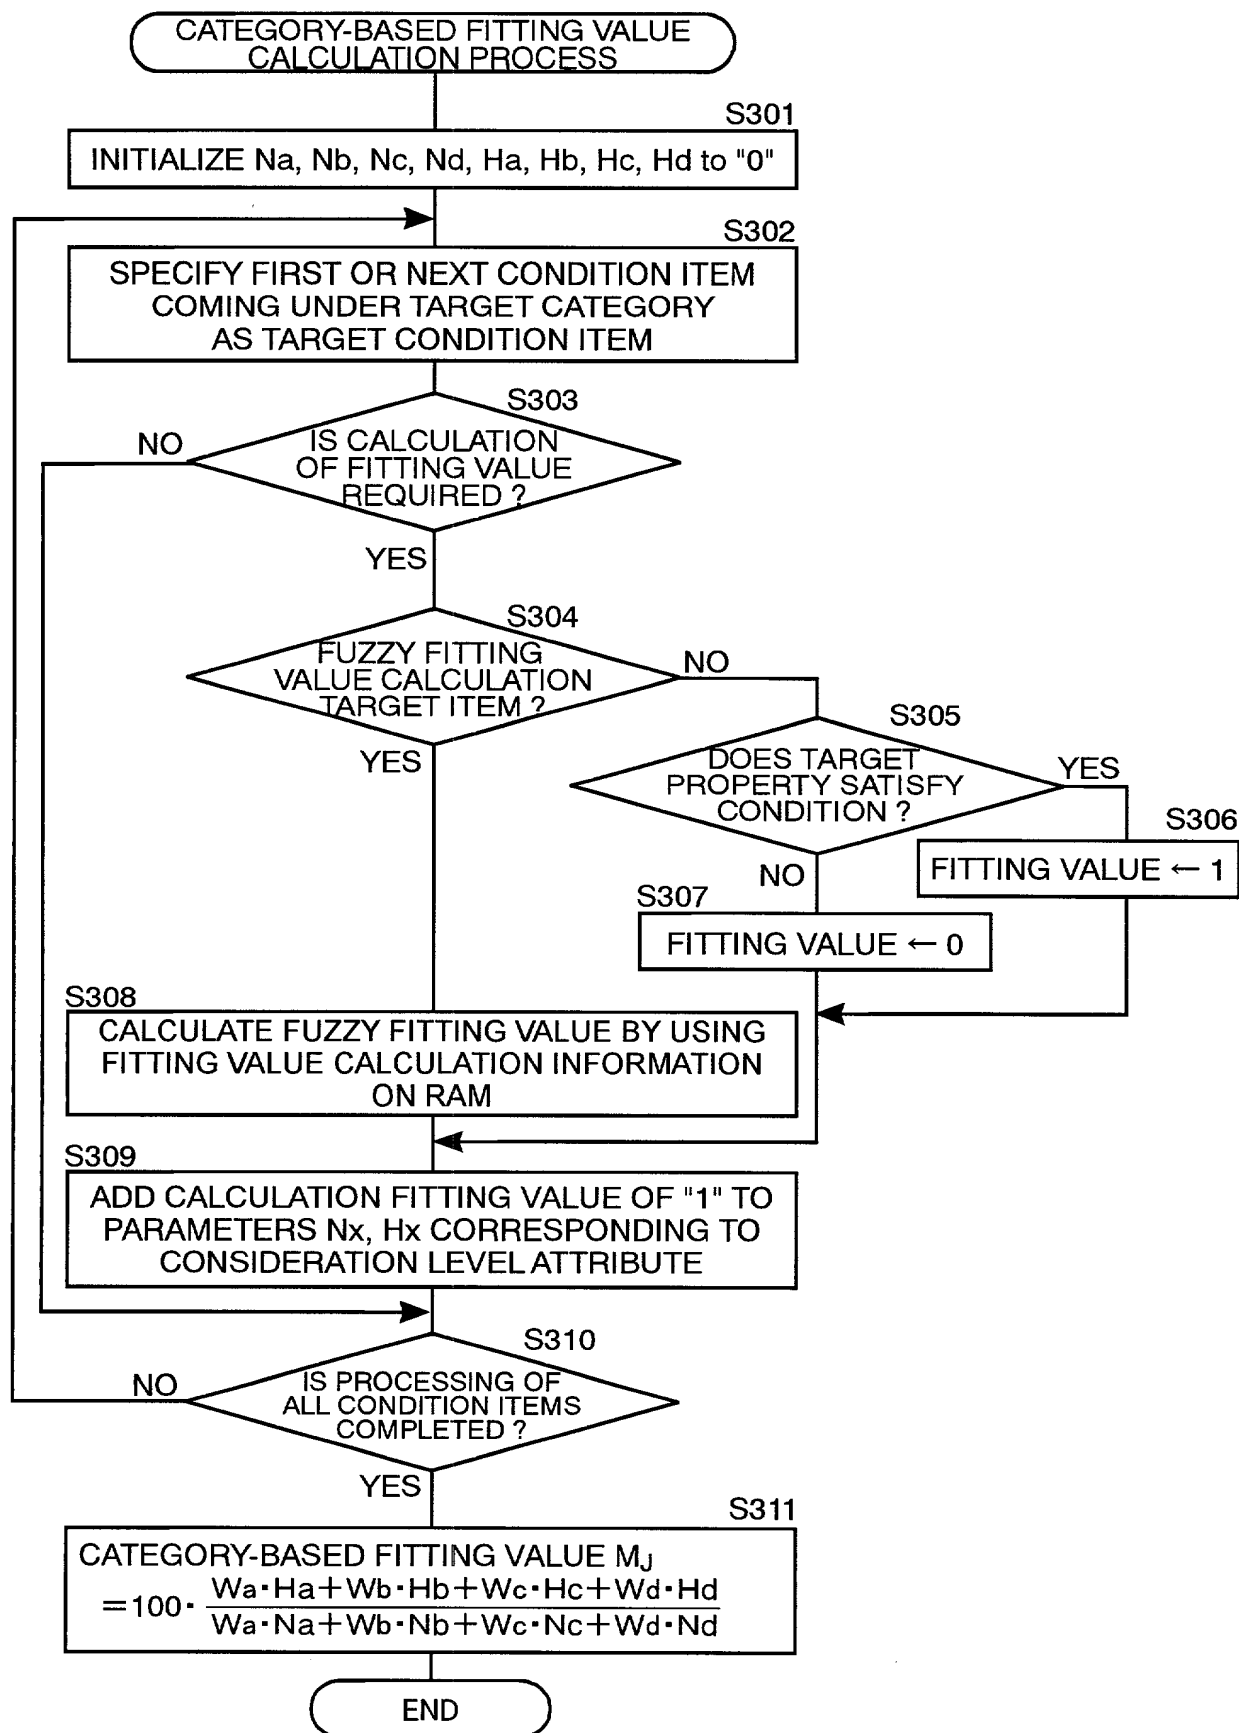 CATEGORY-BASED FITTING VALUE
CALCULATION PROCESS
S301
INITIALIZE Na, Nb, Nc, Nd, Ha, Hb, Hc, Hd to "0"
S302
SPECIFY FIRST OR NEXT CONDITION ITEM
COMING UNDER TARGET CATEGORY
AS TARGET CONDITION ITEM
S303
NO
IS CALCULATION
OF FITTING VALUE
REQUIRED ?
YES
S304
FUZZY FITTING
VALUE CALCULATION
TARGET ITEM ?
NO
YES
S305
DOES TARGET
PROPERTY SATISFY
CONDITION ?
YES
S306
FITTING VALUE ← 1
NO
S307
FITTING VALUE ← 0
S308
CALCULATE FUZZY FITTING VALUE BY USING
FITTING VALUE CALCULATION INFORMATION
ON RAM
S309
ADD CALCULATION FITTING VALUE OF "1" TO
PARAMETERS Nx, Hx CORRESPONDING TO
CONSIDERATION LEVEL ATTRIBUTE
S310
NO
IS PROCESSING OF
ALL CONDITION ITEMS
COMPLETED ?
YES
S311
CATEGORY-BASED FITTING VALUE MJ
=100· Wa·Ha+Wb·Hb+Wc·Hc+Wd·Hd
Wa·Na+Wb·Nb+Wc·Nc+Wd·Nd
END